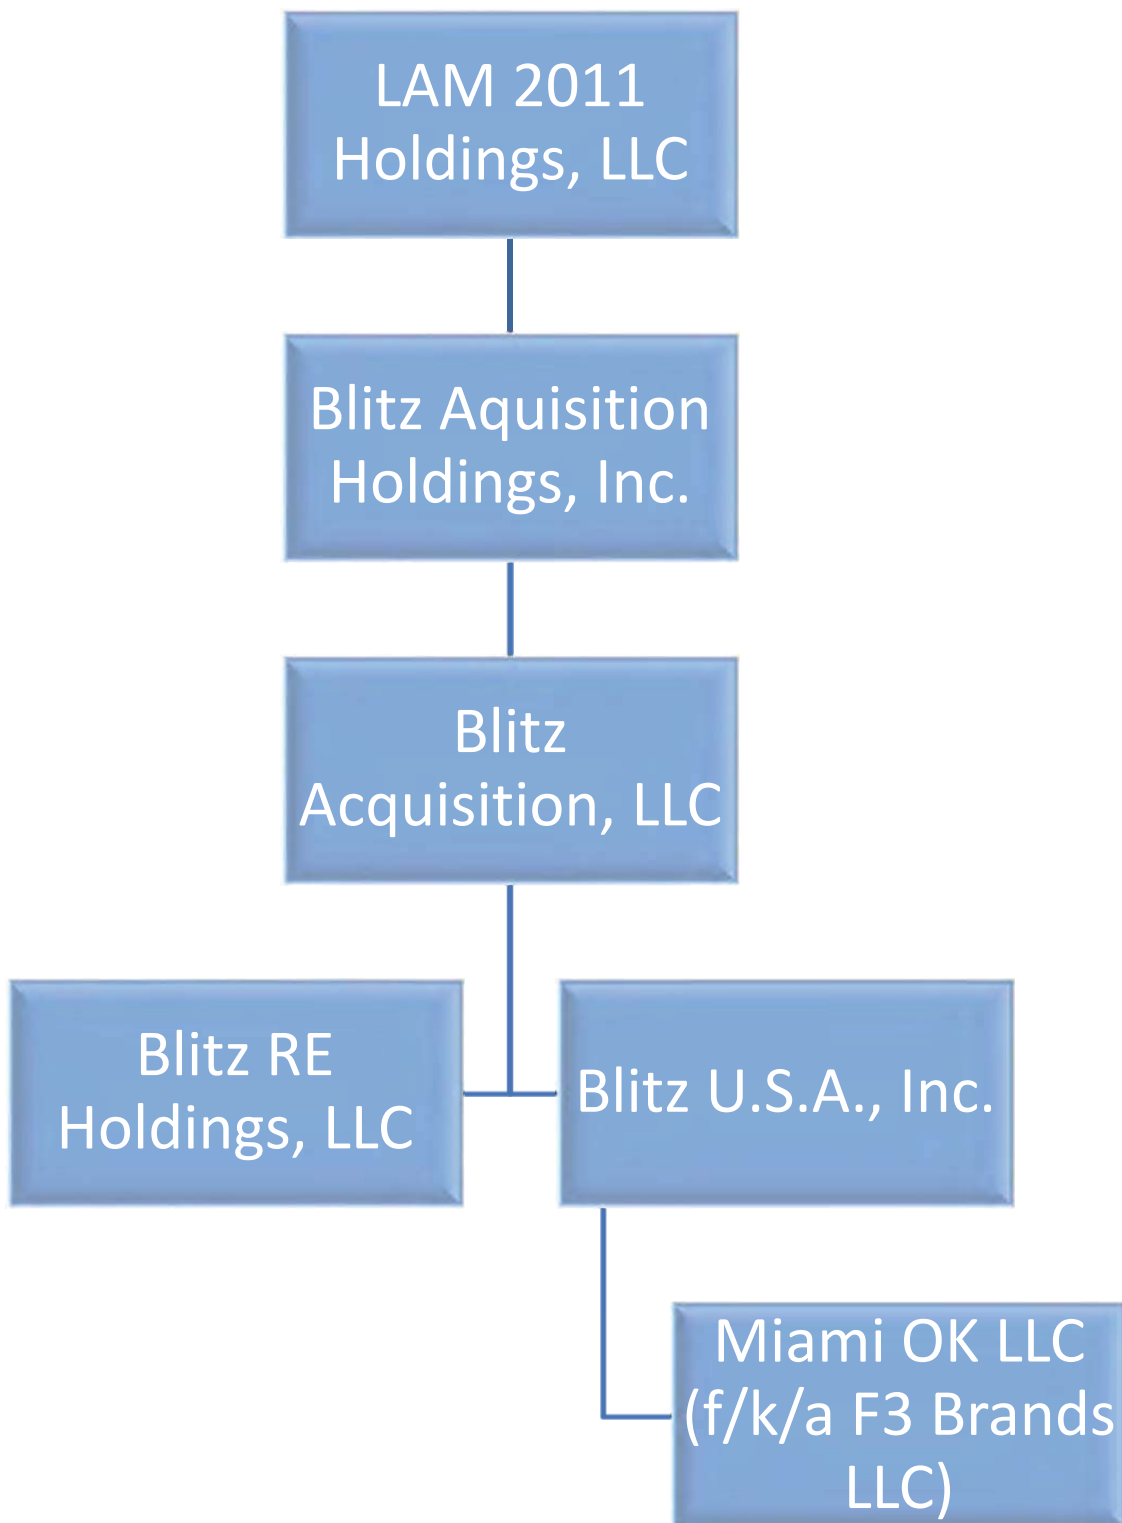 LAM 2011
Holdings, LLC
Blitz Aquisition
Holdings, Inc.
Blitz
Acquisition, LLC
Blitz RE
Holdings, LLC
Blitz U.S.A., Inc.
Miami OK LLC
(f/k/a F3 Brands
LLC)